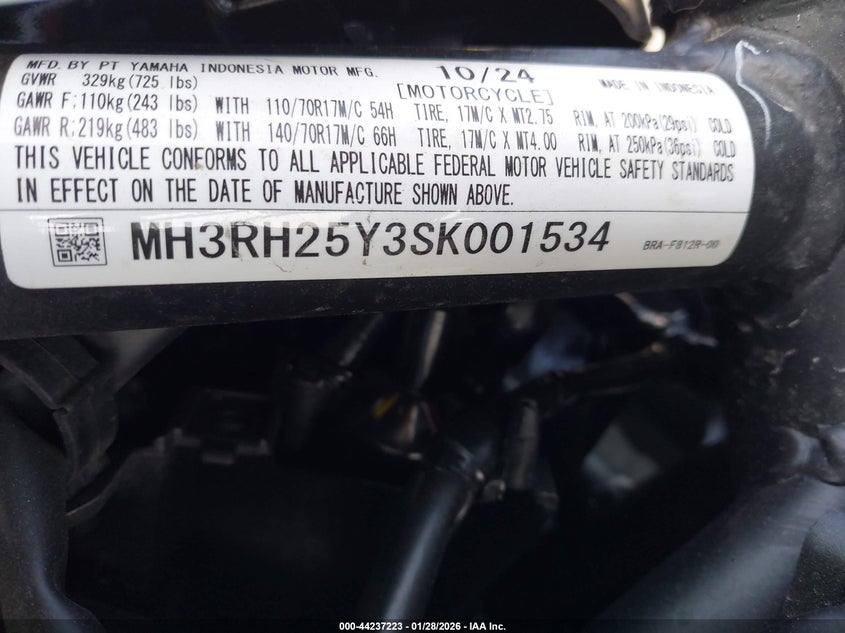 MFD. BY PT YAMAHA INDONESIA MOTOR MFG. 10/24 MADE IN INDONESIA
GVWR 329kg(725 lbs) [MOTORCYCLE]
GAWR F:110kg(243 lbs) WITH 110/70R17M/C 54H TIRE, 17M/C X MT2.75 RIM, AT 200kPa(29psi) COLD
GAWR R:219kg(483 lbs) WITH 140/70R17M/C 66H TIRE, 17M/C X MT4.00 RIM, AT 250kPa(36psi) COLD
THIS VEHICLE CONFORMS TO ALL APPLICABLE FEDERAL MOTOR VEHICLE SAFETY STANDARDS
IN EFFECT ON THE DATE OF MANUFACTURE SHOWN ABOVE.
MH3RH25Y3SK001534 BRA-F812R-00
000-44237223 - 01/28/2026 - IAA Inc.